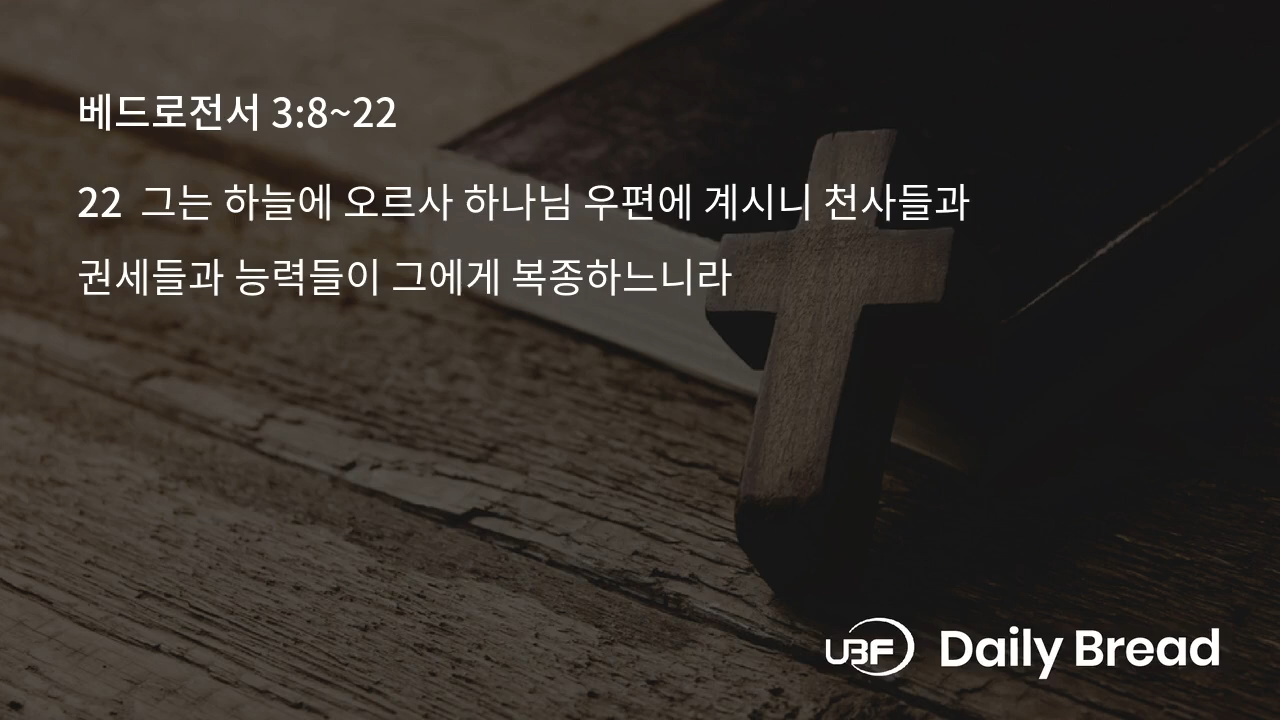 베드로전서 3:8~22
22 그는 하늘에 오르사 하나님 우편에 계시니 천사들과
권세들과 능력들이 그에게 복종하느니라
UBF Daily Bread